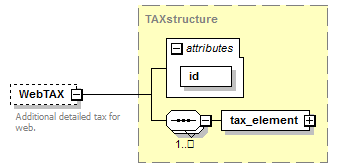 TAXstructure
attributes
id
WebTAX
Additional detailed tax for
web.
tax_element
1..